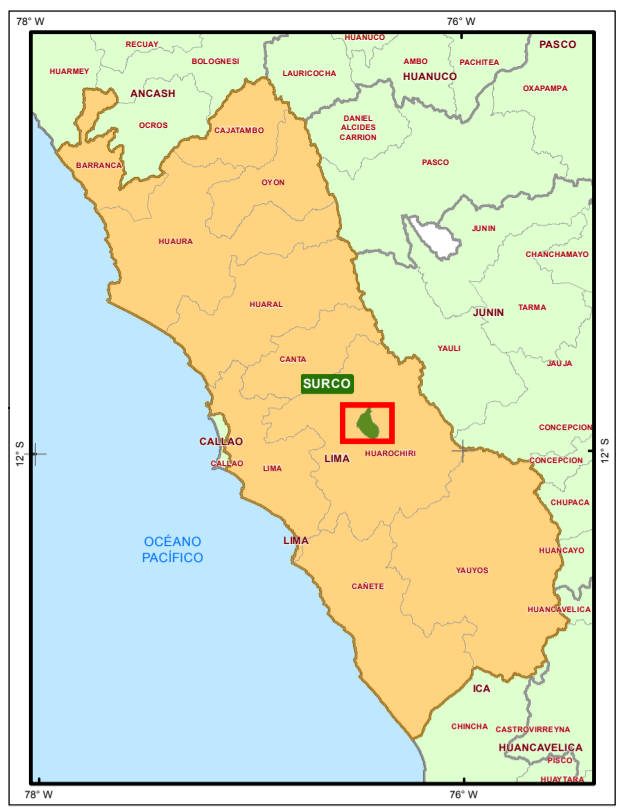 78° W
76° W
HUANUCO
RECUAY
PASCO
BOLOGNESI
AMBO
PACHITEA
HUARMEY
LAURICOCHA
HUANUCO
OXAPAMPA
ANCASH
DANIEL
ALCIDES
CARRION
OCROS
CAJATAMBO
BARRANCA
PASCO
OYON
JUNIN
HUAURA
CHANCHAMAYO
HUARAL
TARMA
JUNIN
YAULI
CANTA
JAUJA
SURCO
CONCEPCION
CALLAO
12° S
HUAROCHIRI
12° S
LIMA
CONCEPCION
CALLAO
LIMA
CHUPACA
LIMA
OCÉANO
PACÍFICO
HUANCAYO
YAUYOS
CAÑETE
HUANCAVELICA
ICA
CHINCHA
CASTROVIRREYNA
HUANCAVELICA
PISCO
HUAYTARA
78° W
76° W